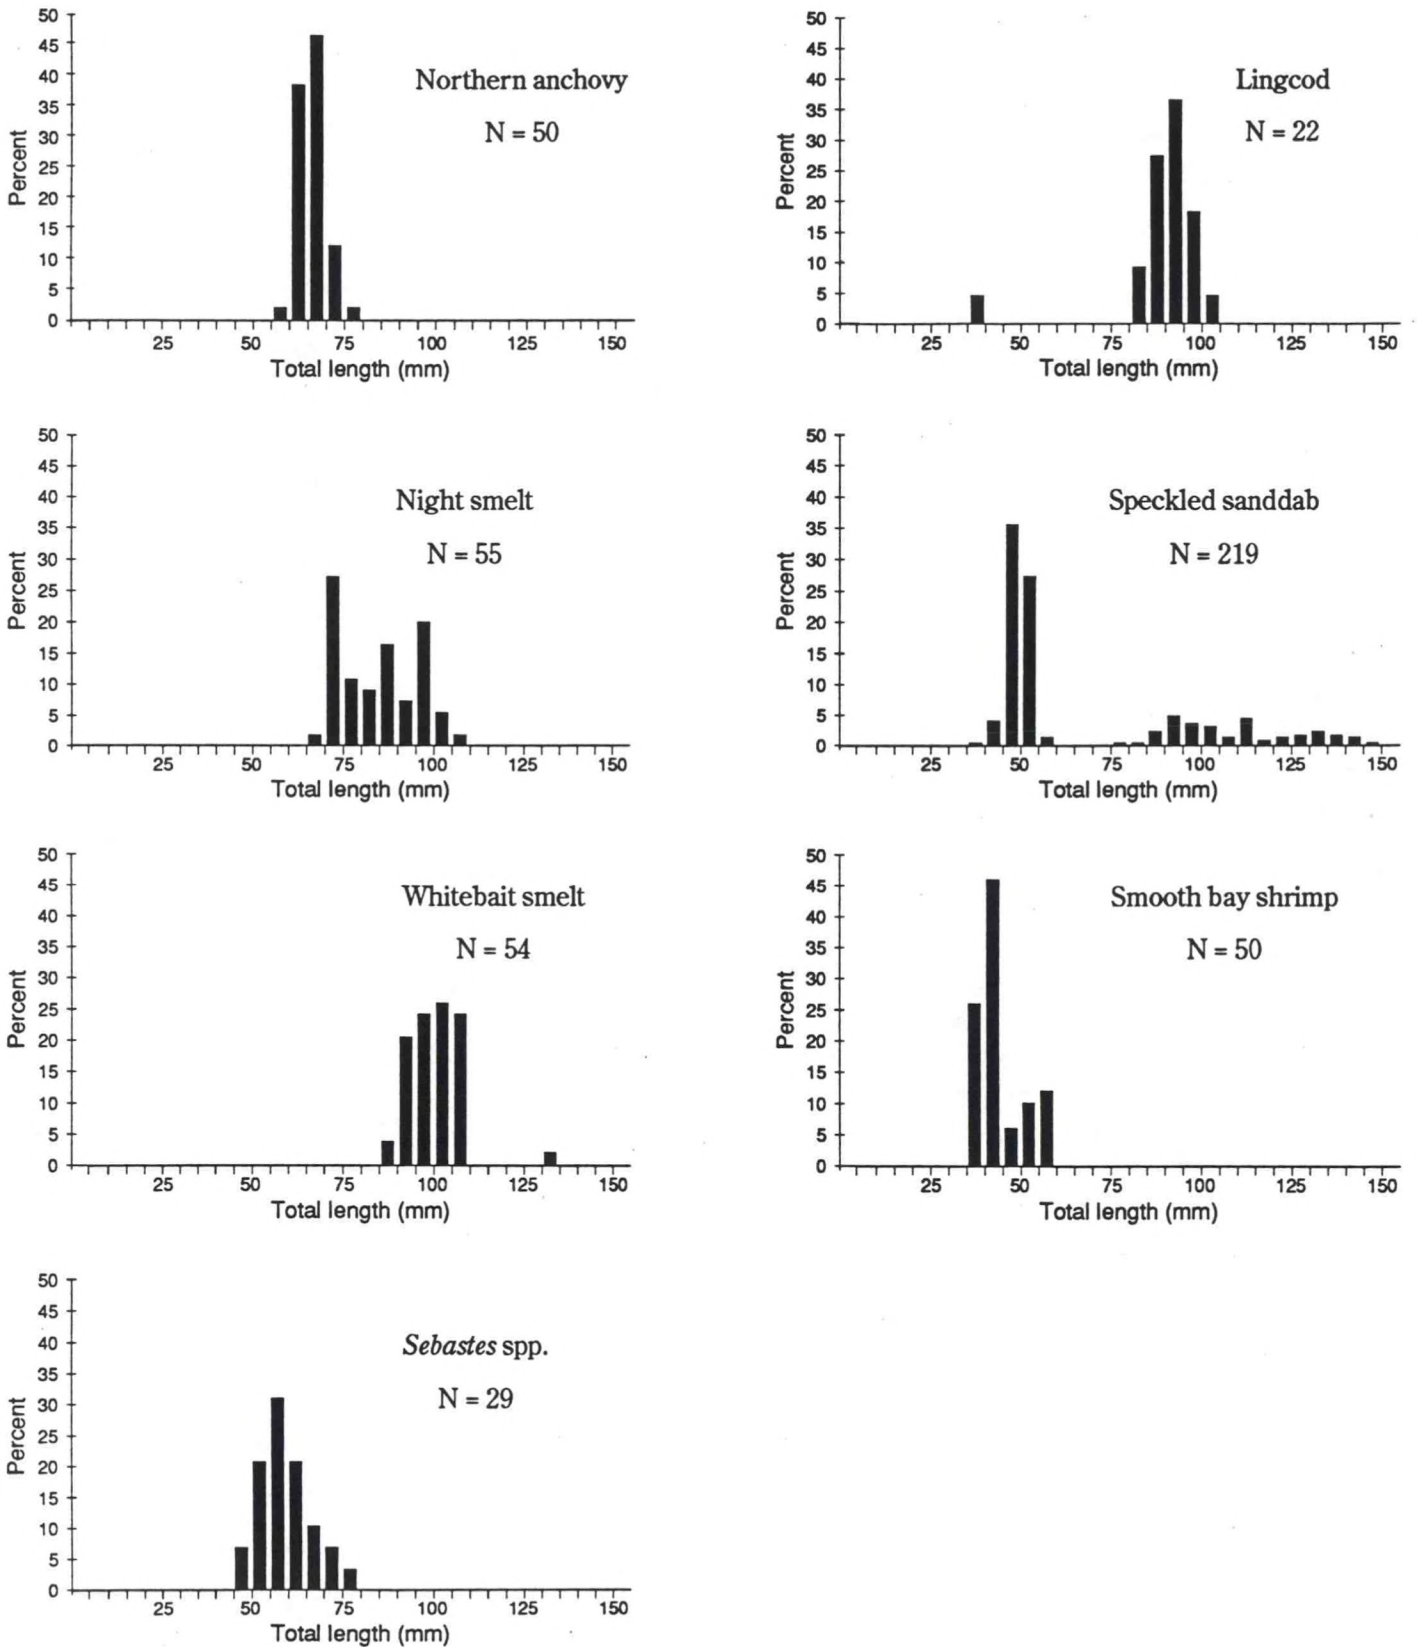 50
45
40
35
30
25
20
15
10
5
0
Percent
Northern anchovy
N = 50
25 50 75 100 125 150
Total length (mm)
50
45
40
35
30
25
20
15
10
5
0
Percent
Lingcod
N = 22
25 50 75 100 125 150
Total length (mm)
50
45
40
35
30
25
20
15
10
5
0
Percent
Night smelt
N = 55
25 50 75 100 125 150
Total length (mm)
50
45
40
35
30
25
20
15
10
5
0
Percent
Speckled sanddab
N = 219
25 50 75 100 125 150
Total length (mm)
50
45
40
35
30
25
20
15
10
5
0
Percent
Whitebait smelt
N = 54
25 50 75 100 125 150
Total length (mm)
50
45
40
35
30
25
20
15
10
5
0
Percent
Smooth bay shrimp
N = 50
25 50 75 100 125 150
Total length (mm)
50
45
40
35
30
25
20
15
10
5
0
Percent
Sebastes spp.
N = 29
25 50 75 100 125 150
Total length (mm)